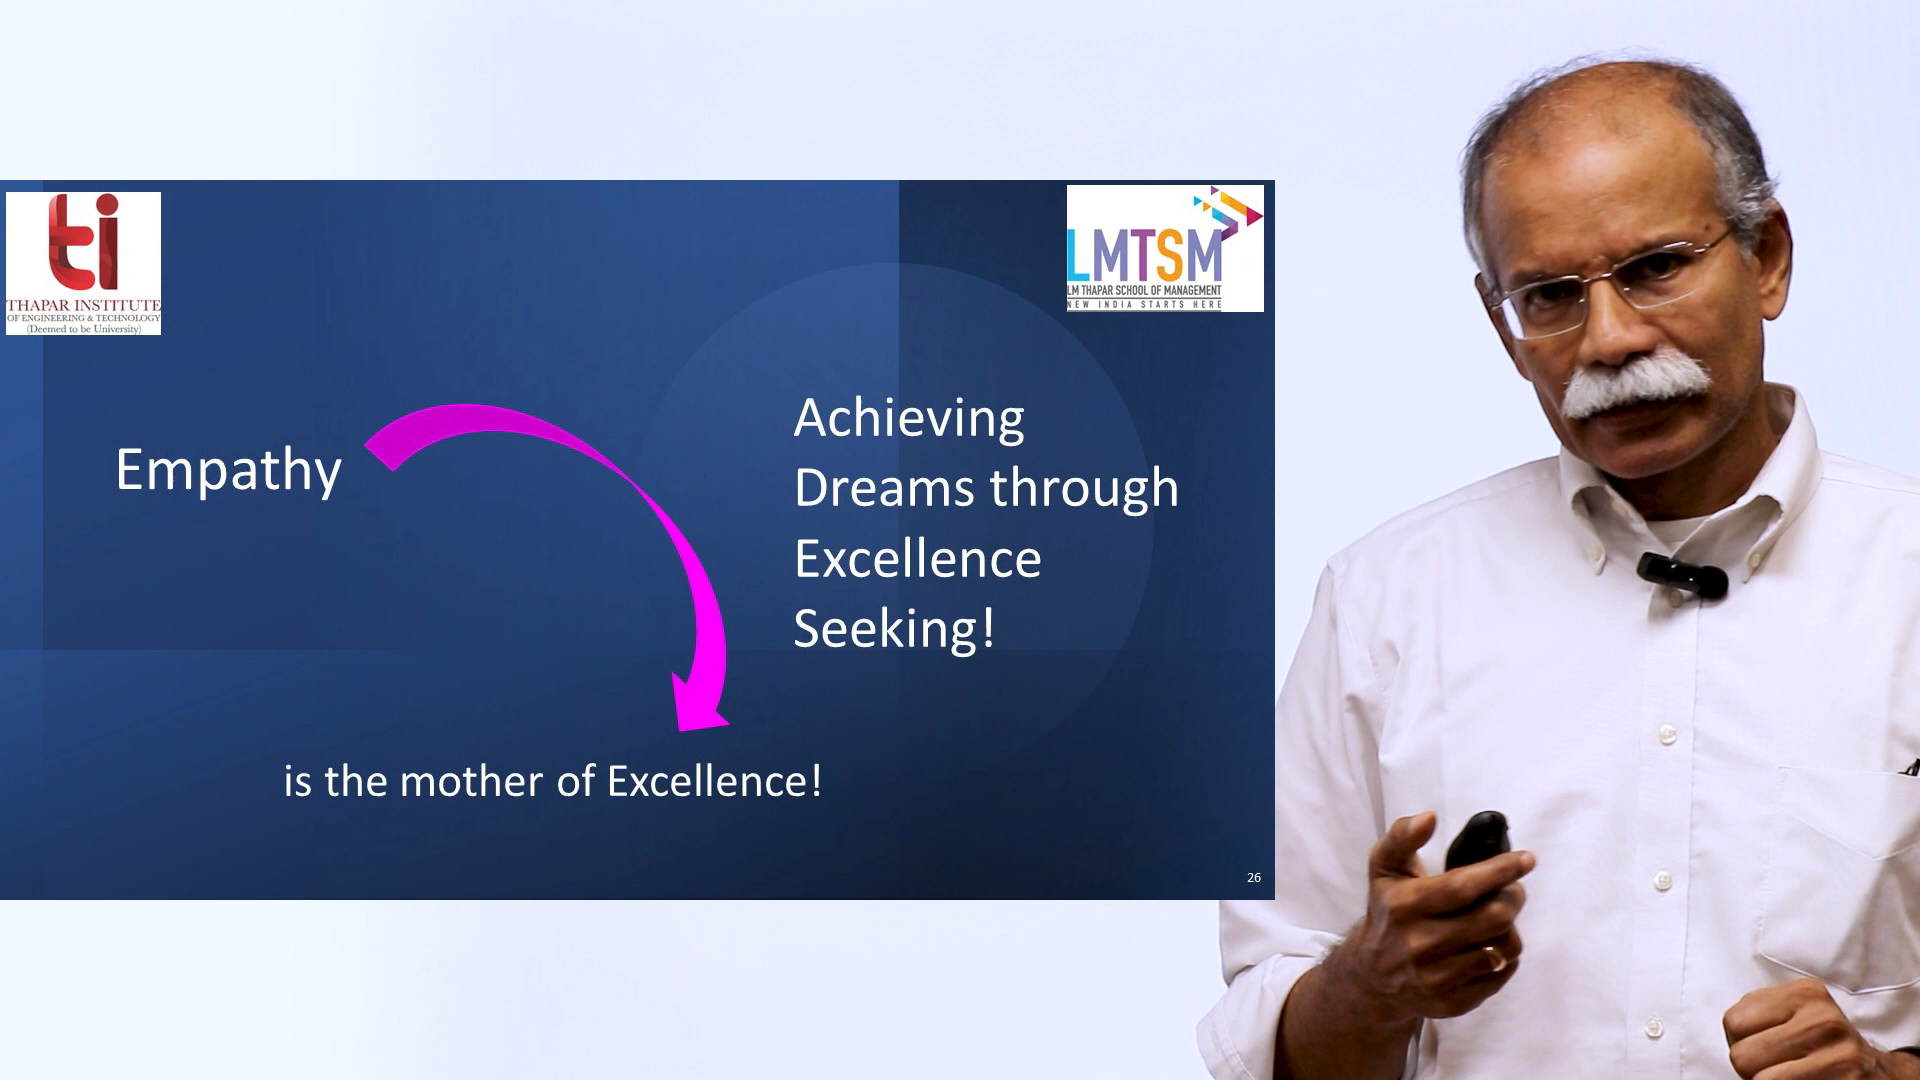 ti
THAPAR INSTITUTE
OF ENGINEERING & TECHNOLOGY
(Deemed to be University)
LMTSM
LM THAPAR SCHOOL OF MANAGEMENT
NEW INDIA STARTS HERE
Empathy
Achieving
Dreams through
Excellence
Seeking!
is the mother of Excellence!
26